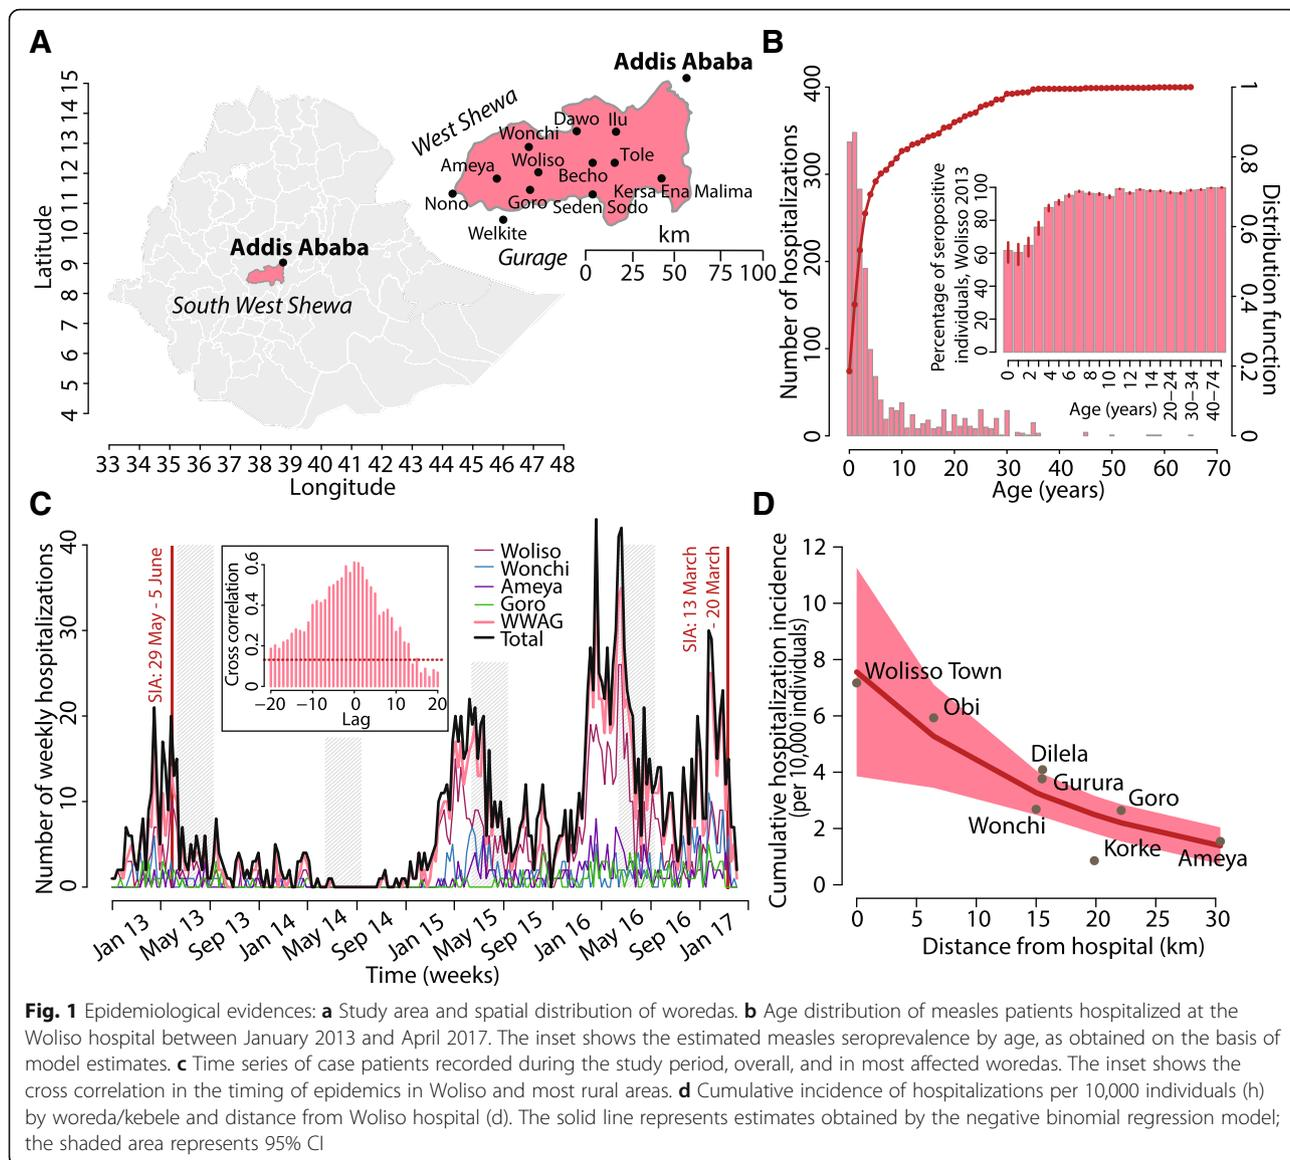 A
Latitude
15
14
13
12
11
10
9
8
7
6
5
4
33 34 35 36 37 38 39 40 41 42 43 44 45 46 47 48
Longitude
Addis Ababa
South West Shewa
Addis Ababa
West Shewa
Dawo
Ilu
Wonchi
Ameya
Woliso
Tole
Becho
Nono
Goro
Seden Sodo
Kersa Ena Malima
Welkite
Gurage
km
0 25 50 75 100
B
Number of hospitalizations
400
300
200
100
0
0 10 20 30 40 50 60 70
Age (years)
Distribution function
1
0.8
0.6
0.4
0.2
0
Percentage of seropositive
individuals, Wolisso 2013
100
80
60
40
20
0
0
2
4
6
8
10
12
14
20−24
30−34
40−74
Age (years)
C
Number of weekly hospitalizations
40
30
20
10
0
SIA: 29 May - 5 June
Cross correlation
0.6
0.4
0.2
0
−20 −10 0 10 20
Lag
Woliso
Wonchi
Ameya
Goro
WWAG
Total
SIA: 13 March
- 20 March
Jan 13
May 13
Sep 13
Jan 14
May 14
Sep 14
Jan 15
May 15
Sep 15
Jan 16
May 16
Sep 16
Jan 17
Time (weeks)
D
Cumulative hospitalization incidence
(per 10,000 individuals)
12
10
8
6
4
2
0
Wolisso Town
Obi
Dilela
Gurura
Goro
Wonchi
Korke
Ameya
0 5 10 15 20 25 30
Distance from hospital (km)
Fig. 1 Epidemiological evidences: a Study area and spatial distribution of woredas. b Age distribution of measles patients hospitalized at the
Woliso hospital between January 2013 and April 2017. The inset shows the estimated measles seroprevalence by age, as obtained on the basis of
model estimates. c Time series of case patients recorded during the study period, overall, and in most affected woredas. The inset shows the
cross correlation in the timing of epidemics in Woliso and most rural areas. d Cumulative incidence of hospitalizations per 10,000 individuals (h)
by woreda/kebele and distance from Woliso hospital (d). The solid line represents estimates obtained by the negative binomial regression model;
the shaded area represents 95% CI